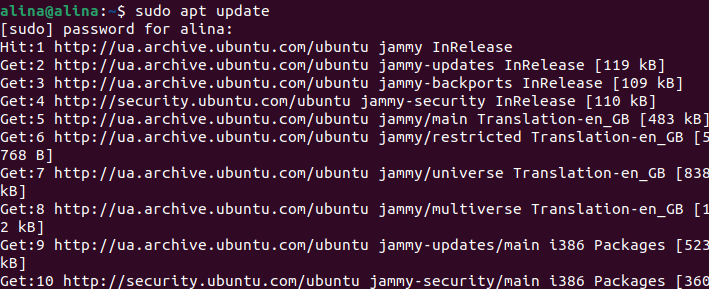 alina@alina:~$ sudo apt update
[sudo] password for alina:
Hit:1 http://ua.archive.ubuntu.com/ubuntu jammy InRelease
Get:2 http://ua.archive.ubuntu.com/ubuntu jammy-updates InRelease [119 kB]
Get:3 http://ua.archive.ubuntu.com/ubuntu jammy-backports InRelease [109 kB]
Get:4 http://security.ubuntu.com/ubuntu jammy-security InRelease [110 kB]
Get:5 http://ua.archive.ubuntu.com/ubuntu jammy/main Translation-en_GB [483 kB]
Get:6 http://ua.archive.ubuntu.com/ubuntu jammy/restricted Translation-en_GB [5
768 B]
Get:7 http://ua.archive.ubuntu.com/ubuntu jammy/universe Translation-en_GB [838
kB]
Get:8 http://ua.archive.ubuntu.com/ubuntu jammy/multiverse Translation-en_GB [1
2 kB]
Get:9 http://ua.archive.ubuntu.com/ubuntu jammy-updates/main i386 Packages [523
kB]
Get:10 http://security.ubuntu.com/ubuntu jammy-security/main i386 Packages [360